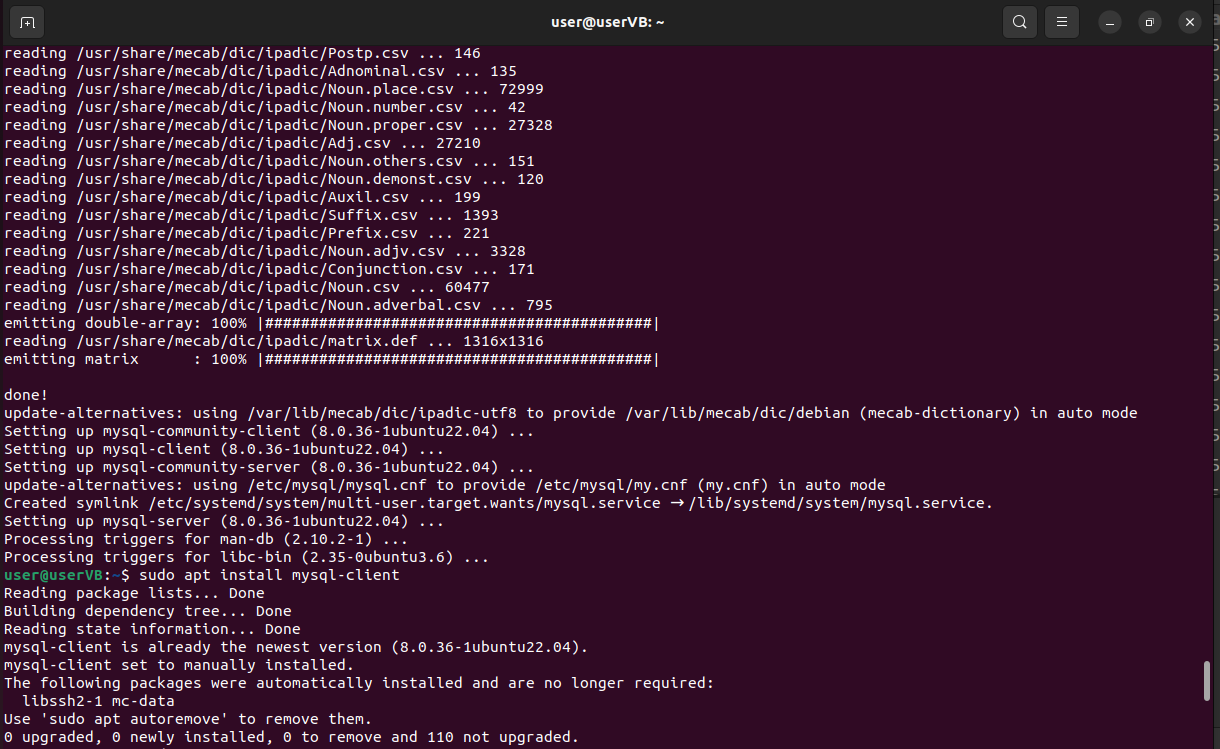 user@userVB: ~
reading /usr/share/mecab/dic/ipadic/Postp.csv ... 146
reading /usr/share/mecab/dic/ipadic/Adnominal.csv ... 135
reading /usr/share/mecab/dic/ipadic/Noun.place.csv ... 72999
reading /usr/share/mecab/dic/ipadic/Noun.number.csv ... 42
reading /usr/share/mecab/dic/ipadic/Noun.proper.csv ... 27328
reading /usr/share/mecab/dic/ipadic/Adj.csv ... 27210
reading /usr/share/mecab/dic/ipadic/Noun.others.csv ... 151
reading /usr/share/mecab/dic/ipadic/Noun.demonst.csv ... 120
reading /usr/share/mecab/dic/ipadic/Auxil.csv ... 199
reading /usr/share/mecab/dic/ipadic/Suffix.csv ... 1393
reading /usr/share/mecab/dic/ipadic/Prefix.csv ... 221
reading /usr/share/mecab/dic/ipadic/Noun.adjv.csv ... 3328
reading /usr/share/mecab/dic/ipadic/Conjunction.csv ... 171
reading /usr/share/mecab/dic/ipadic/Noun.csv ... 60477
reading /usr/share/mecab/dic/ipadic/Noun.adverbal.csv ... 795
emitting double-array: 100% |###########################################|
reading /usr/share/mecab/dic/ipadic/matrix.def ... 1316x1316
emitting matrix      : 100% |###########################################|
done!
update-alternatives: using /var/lib/mecab/dic/ipadic-utf8 to provide /var/lib/mecab/dic/debian (mecab-dictionary) in auto mode
Setting up mysql-community-client (8.0.36-1ubuntu22.04) ...
Setting up mysql-client (8.0.36-1ubuntu22.04) ...
Setting up mysql-community-server (8.0.36-1ubuntu22.04) ...
update-alternatives: using /etc/mysql/mysql.cnf to provide /etc/mysql/my.cnf (my.cnf) in auto mode
Created symlink /etc/systemd/system/multi-user.target.wants/mysql.service → /lib/systemd/system/mysql.service.
Setting up mysql-server (8.0.36-1ubuntu22.04) ...
Processing triggers for man-db (2.10.2-1) ...
Processing triggers for libc-bin (2.35-0ubuntu3.6) ...
user@userVB:~$ sudo apt install mysql-client
Reading package lists... Done
Building dependency tree... Done
Reading state information... Done
mysql-client is already the newest version (8.0.36-1ubuntu22.04).
mysql-client set to manually installed.
The following packages were automatically installed and are no longer required:
  libssh2-1 mc-data
Use 'sudo apt autoremove' to remove them.
0 upgraded, 0 newly installed, 0 to remove and 110 not upgraded.